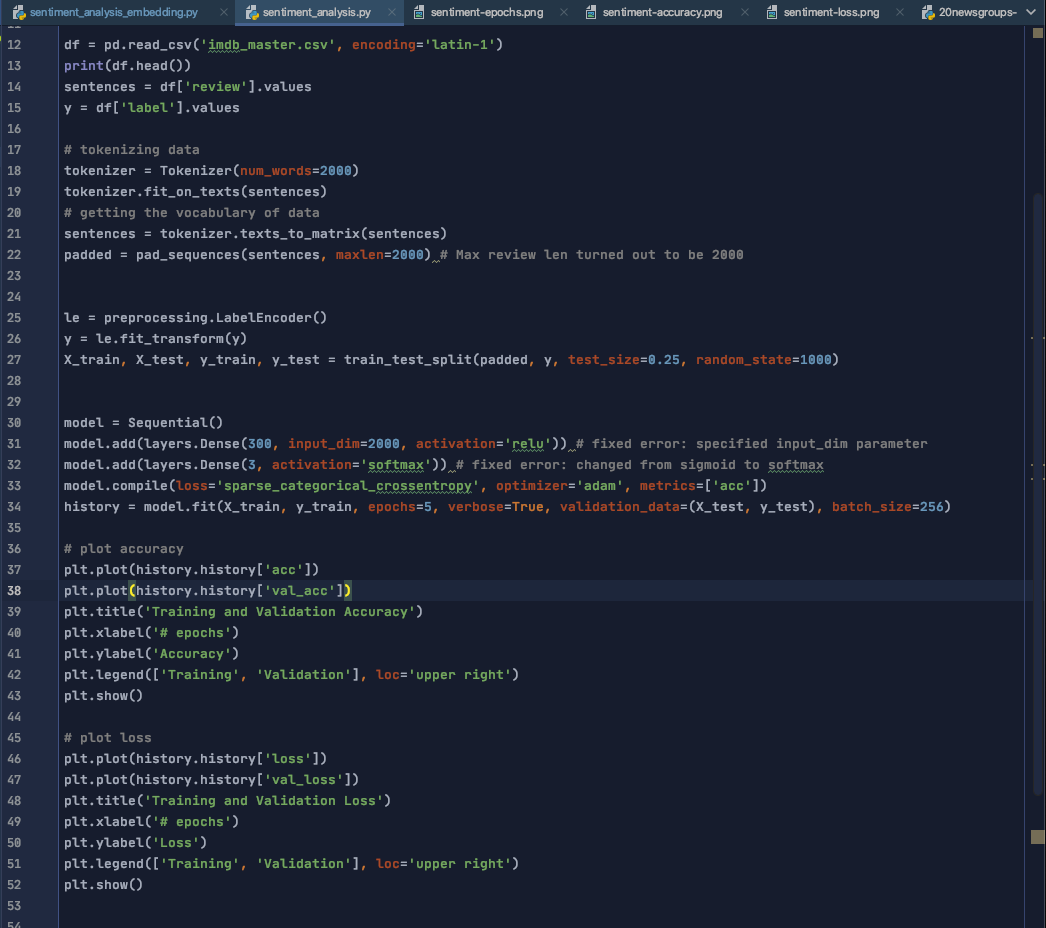 sentiment_analysis_embedding.py × sentiment_analysis.py × sentiment-epochs.png × sentiment-accuracy.png × sentiment-loss.png × 20newsgroups-
12 df = pd.read_csv('imdb_master.csv', encoding='latin-1')
13 print(df.head())
14 sentences = df['review'].values
15 y = df['label'].values
16
17 # tokenizing data
18 tokenizer = Tokenizer(num_words=2000)
19 tokenizer.fit_on_texts(sentences)
20 # getting the vocabulary of data
21 sentences = tokenizer.texts_to_matrix(sentences)
22 padded = pad_sequences(sentences, maxlen=2000) # Max review len turned out to be 2000
23
24
25 le = preprocessing.LabelEncoder()
26 y = le.fit_transform(y)
27 X_train, X_test, y_train, y_test = train_test_split(padded, y, test_size=0.25, random_state=1000)
28
29
30 model = Sequential()
31 model.add(layers.Dense(300, input_dim=2000, activation='relu')) # fixed error: specified input_dim parameter
32 model.add(layers.Dense(3, activation='softmax')) # fixed error: changed from sigmoid to softmax
33 model.compile(loss='sparse_categorical_crossentropy', optimizer='adam', metrics=['acc'])
34 history = model.fit(X_train, y_train, epochs=5, verbose=True, validation_data=(X_test, y_test), batch_size=256)
35
36 # plot accuracy
37 plt.plot(history.history['acc'])
38 plt.plot(history.history['val_acc'])
39 plt.title('Training and Validation Accuracy')
40 plt.xlabel('# epochs')
41 plt.ylabel('Accuracy')
42 plt.legend(['Training', 'Validation'], loc='upper right')
43 plt.show()
44
45 # plot loss
46 plt.plot(history.history['loss'])
47 plt.plot(history.history['val_loss'])
48 plt.title('Training and Validation Loss')
49 plt.xlabel('# epochs')
50 plt.ylabel('Loss')
51 plt.legend(['Training', 'Validation'], loc='upper right')
52 plt.show()
53
54